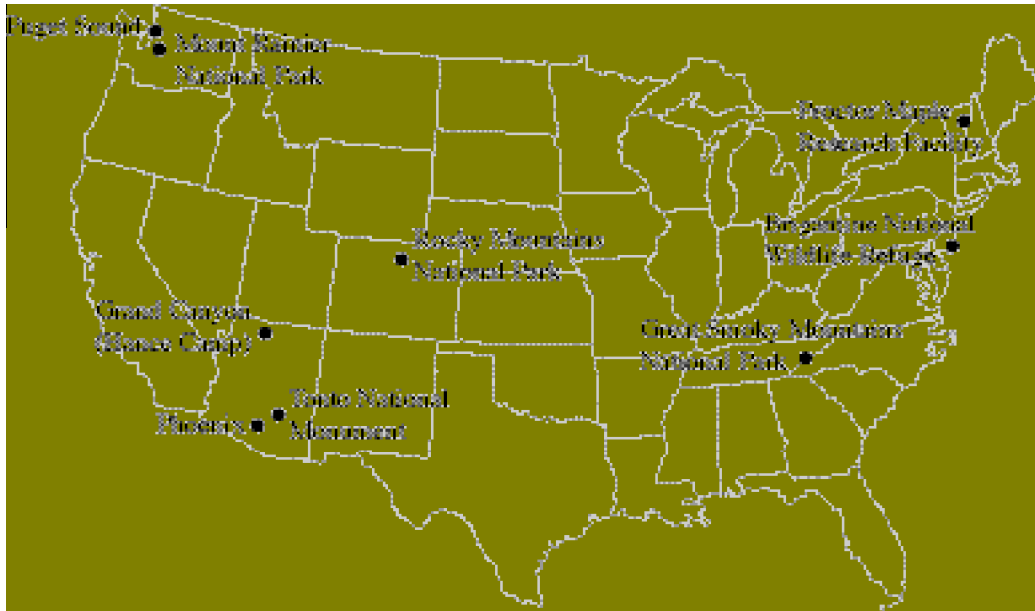 Puget Sound
Mount Rainier
National Park
Proctor Maple
Research Facility
Brigantine National
Wildlife Refuge
Rocky Mountains
National Park
Grand Canyon
(Hance Camp)
Great Smoky Mountains
National Park
Tonto National
Monument
Phoenix